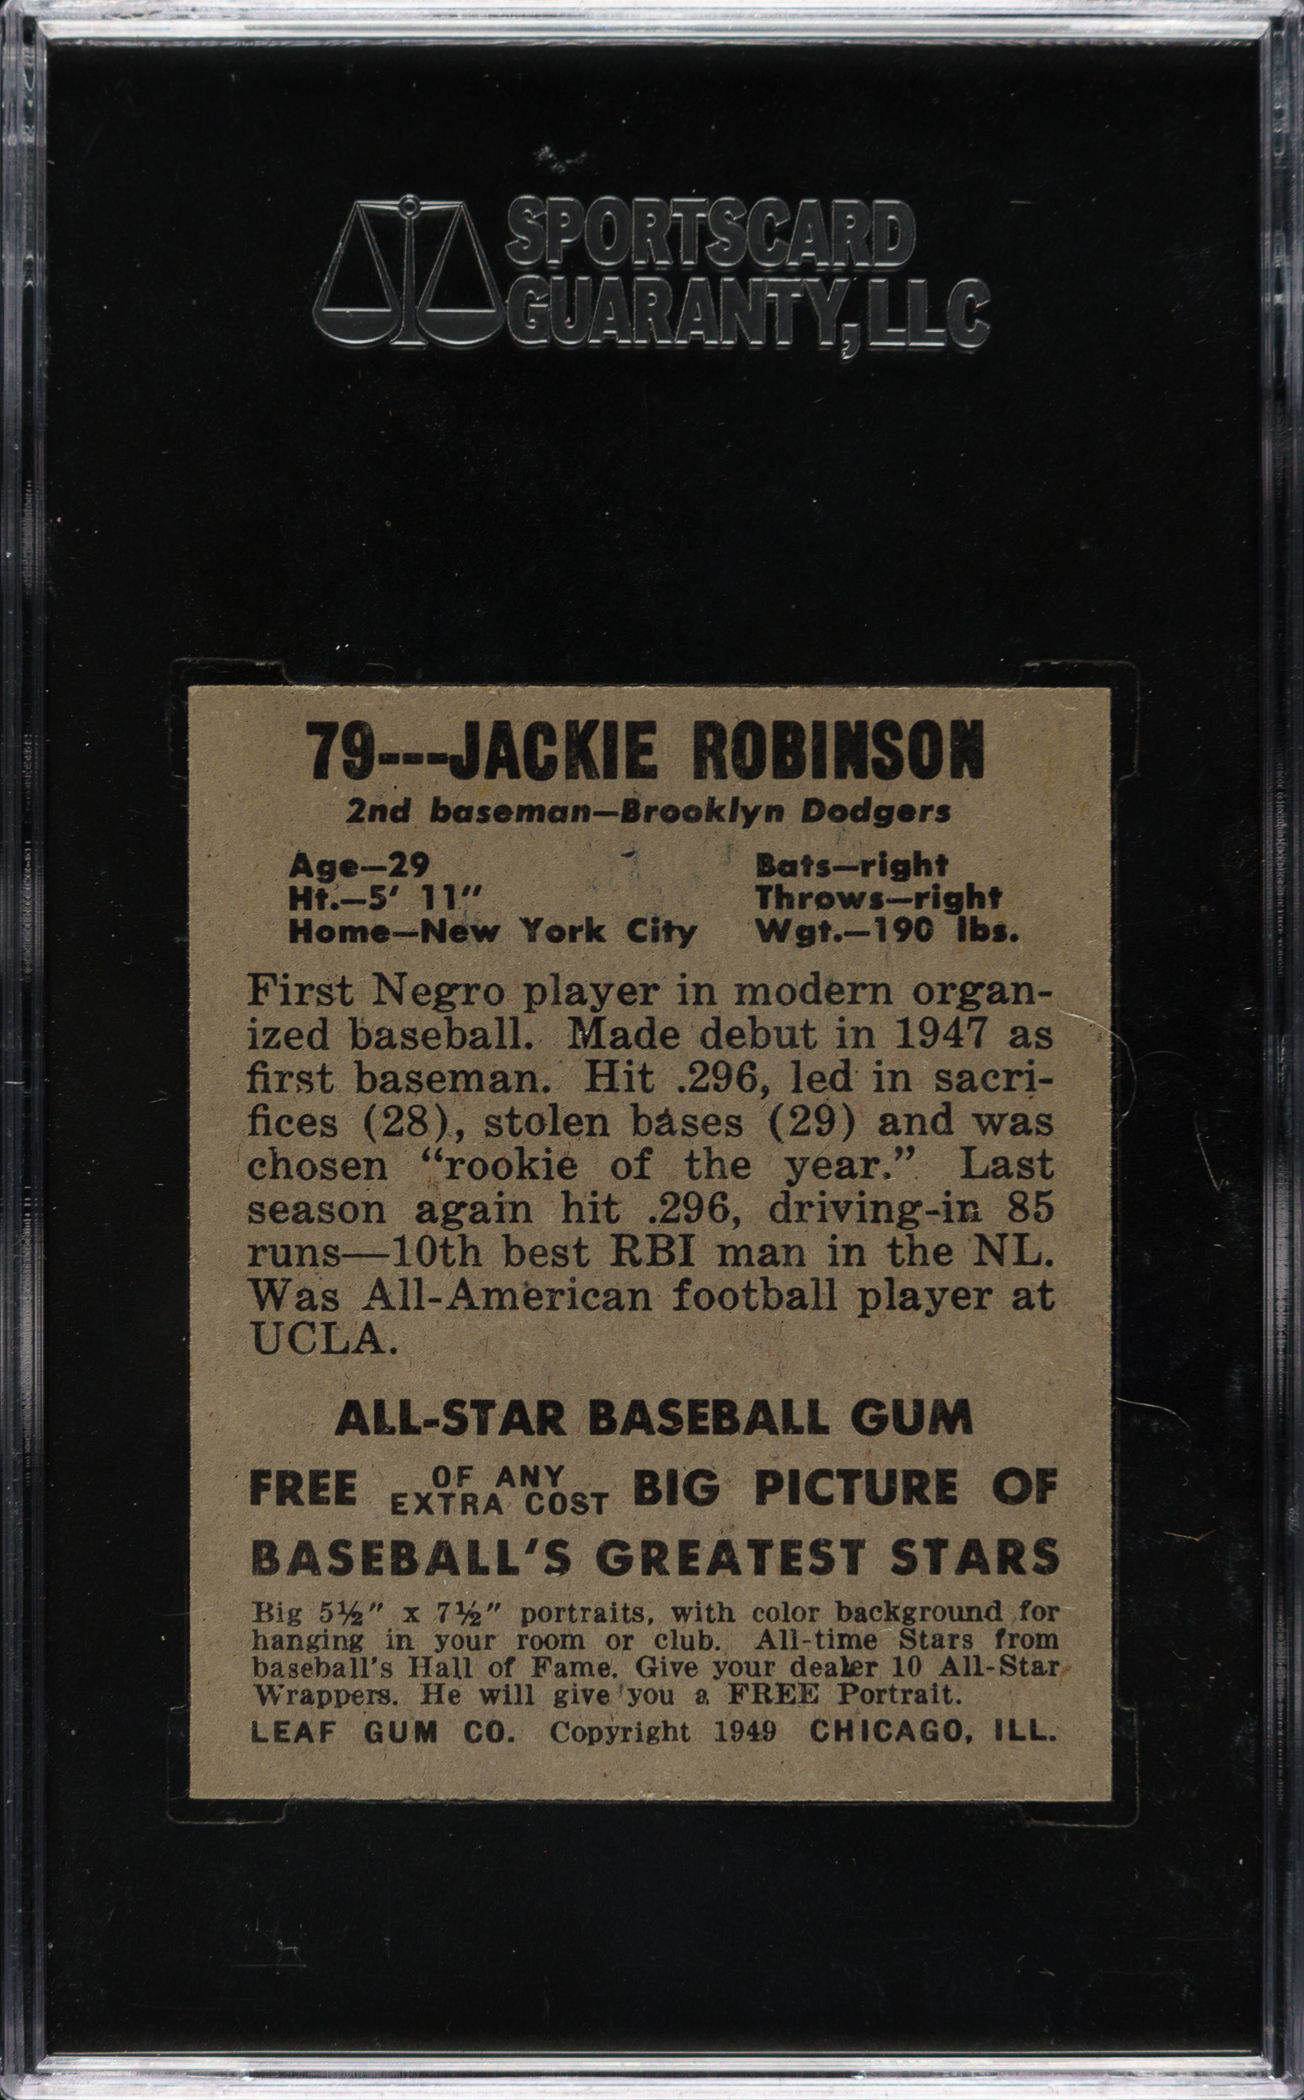 SPORTSCARD
GUARANTY, LLC
79---JACKIE ROBINSON
2nd baseman—Brooklyn Dodgers
Age—29 Bats—right
Ht.—5' 11" Throws—right
Home—New York City Wgt.—190 lbs.
First Negro player in modern organ-
ized baseball. Made debut in 1947 as
first baseman. Hit .296, led in sacri-
fices (28), stolen bases (29) and was
chosen “rookie of the year.” Last
season again hit .296, driving-in 85
runs—10th best RBI man in the NL.
Was All-American football player at
UCLA.
ALL-STAR BASEBALL GUM
FREE OF ANY EXTRA COST BIG PICTURE OF
BASEBALL'S GREATEST STARS
Big 5½" x 7½" portraits, with color background for
hanging in your room or club. All-time Stars from
baseball's Hall of Fame. Give your dealer 10 All-Star
Wrappers. He will give you a FREE Portrait.
LEAF GUM CO. Copyright 1949 CHICAGO, ILL.